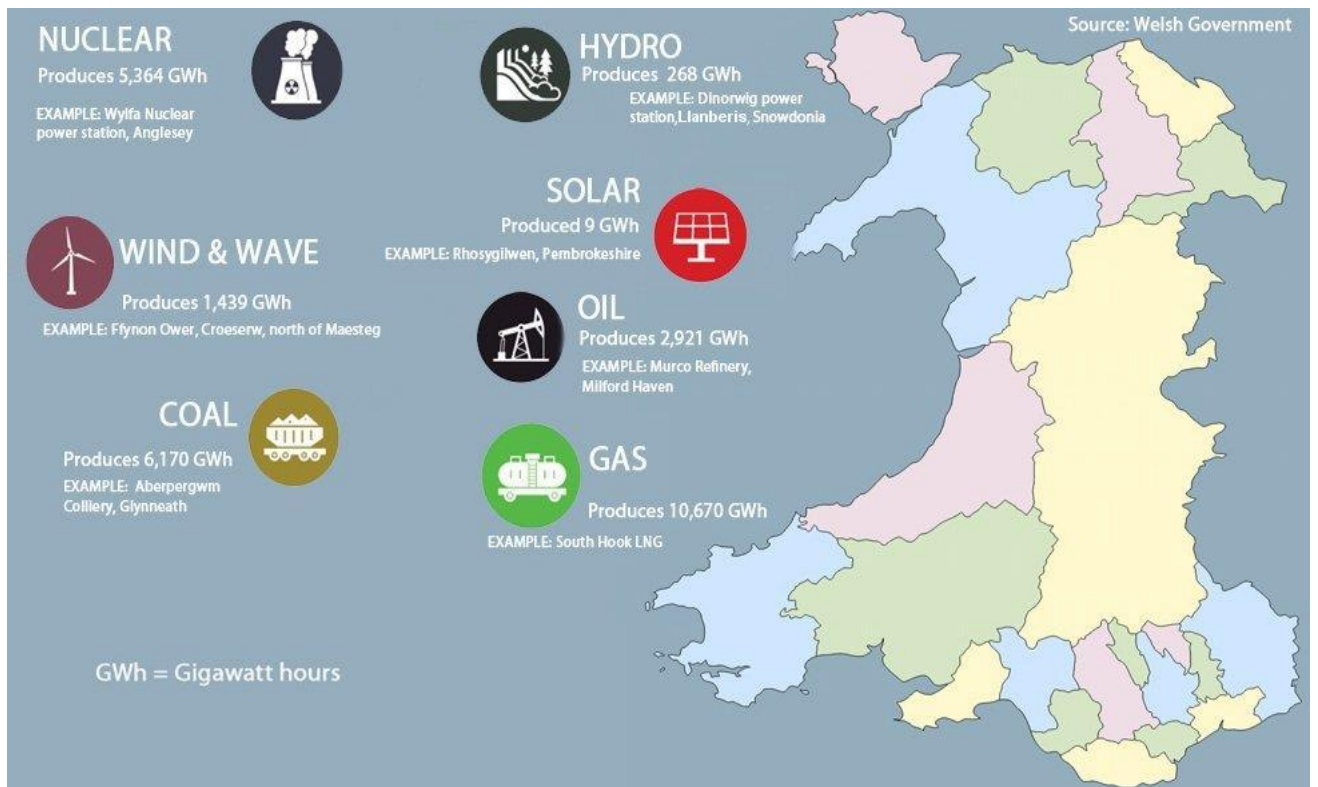 Source: Welsh Government
NUCLEAR
Produces 5,364 GWh
EXAMPLE: Wylfa Nuclear
power station, Anglesey
HYDRO
Produces 268 GWh
EXAMPLE: Dinorwig power
station,Llanberis, Snowdonia
SOLAR
Produced 9 GWh
EXAMPLE: Rhosygilwen, Pembrokeshire
WIND & WAVE
Produces 1,439 GWh
EXAMPLE: Ffynon Ower, Croeserw, north of Maesteg
OIL
Produces 2,921 GWh
EXAMPLE: Murco Refinery,
Milford Haven
COAL
Produces 6,170 GWh
EXAMPLE: Aberpergwm
Colliery, Glynneath
GAS
Produces 10,670 GWh
EXAMPLE: South Hook LNG
GWh = Gigawatt hours